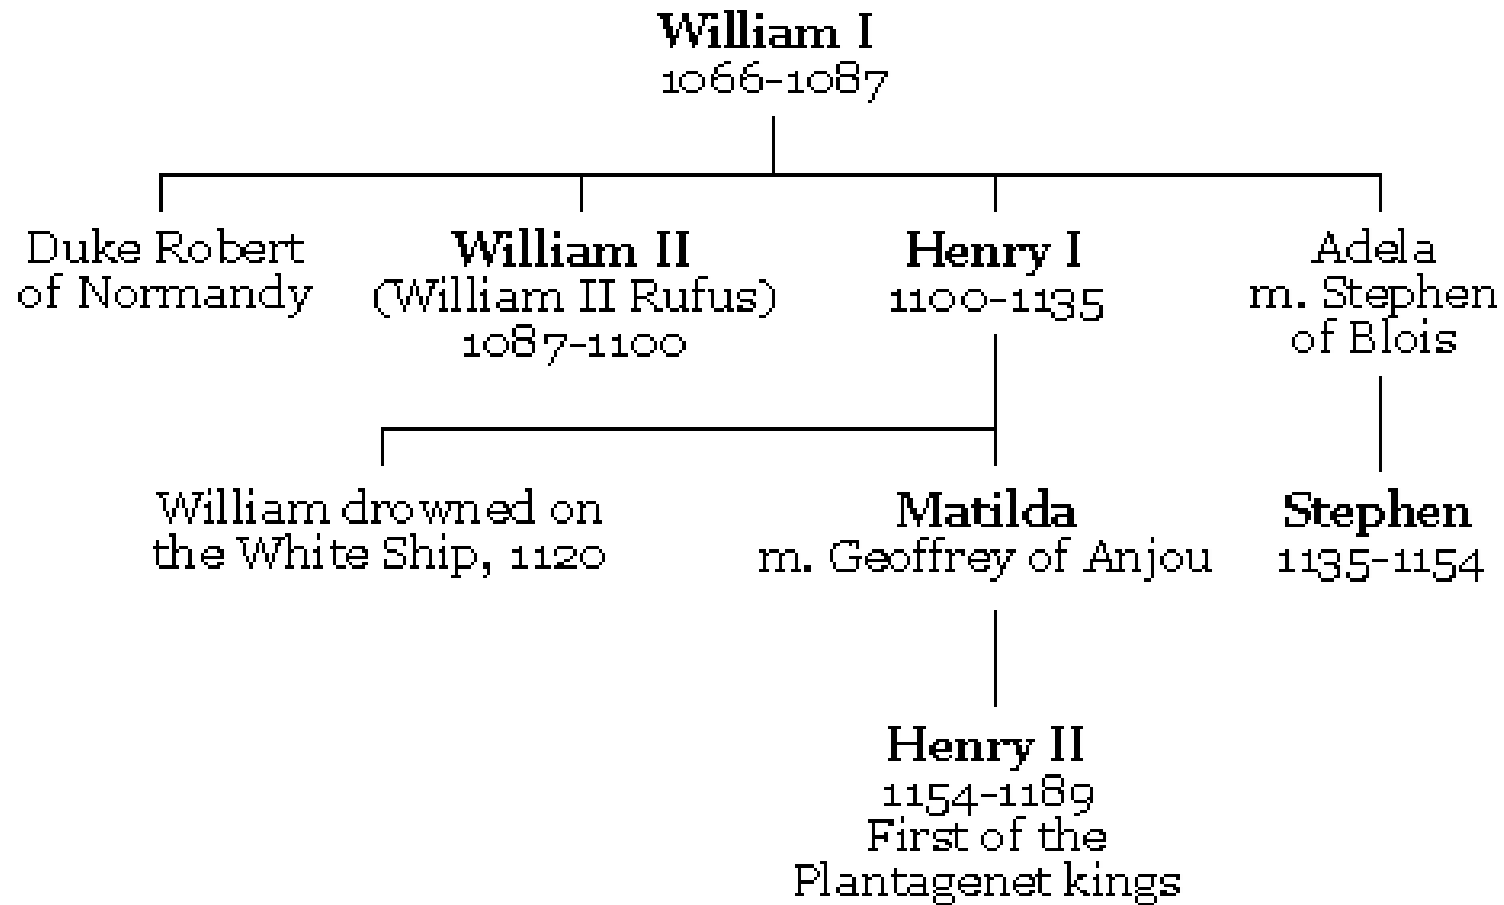 William I
1066-1087
Duke Robert
of Normandy
William II
(William II Rufus)
1087-1100
Henry I
1100-1135
Adela
m. Stephen
of Blois
William drowned on
the White Ship, 1120
Matilda
m. Geoffrey of Anjou
Stephen
1135-1154
Henry II
1154-1189
First of the
Plantagenet kings